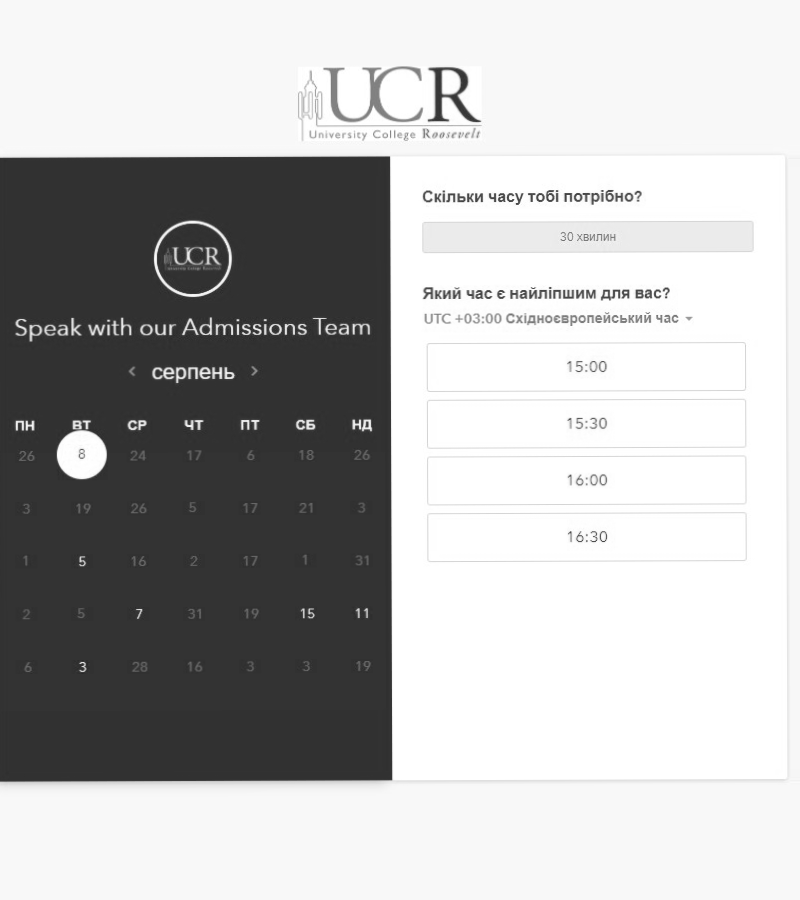 UCR
University College Roosevelt
UCR
Speak with our Admissions Team
серпень
ПН ВТ СР ЧТ ПТ СБ НД
26 8 24 17 6 18 26
3 19 26 5 17 21 3
1 5 16 2 17 1 31
2 5 7 31 19 15 11
6 3 28 16 3 3 19
Скільки часу тобі потрібно?
30 хвилин
Який час є найліпшим для вас?
UTC +03:00 Східноєвропейський час
15:00
15:30
16:00
16:30